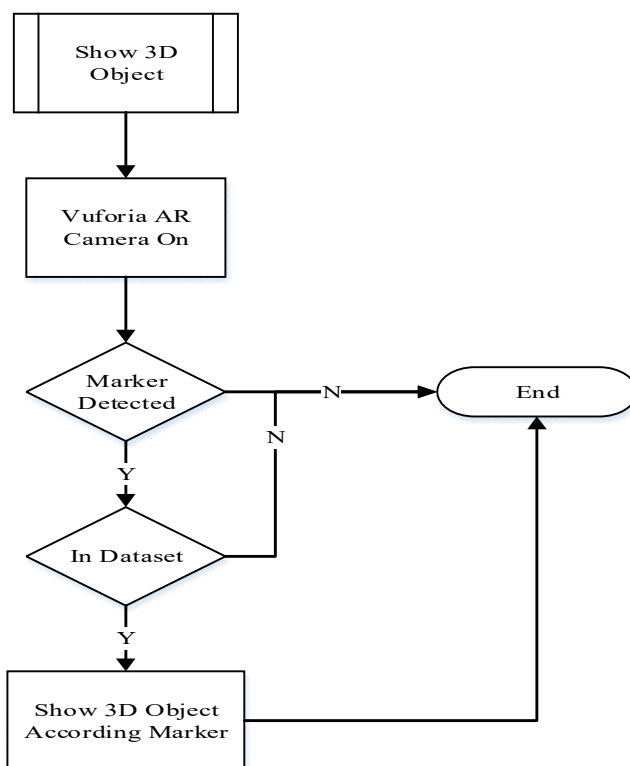 Show 3D
Object
Vuforia AR
Camera On
Marker
Detected
N
End
N
Y
In Dataset
Y
Show 3D Object
According Marker